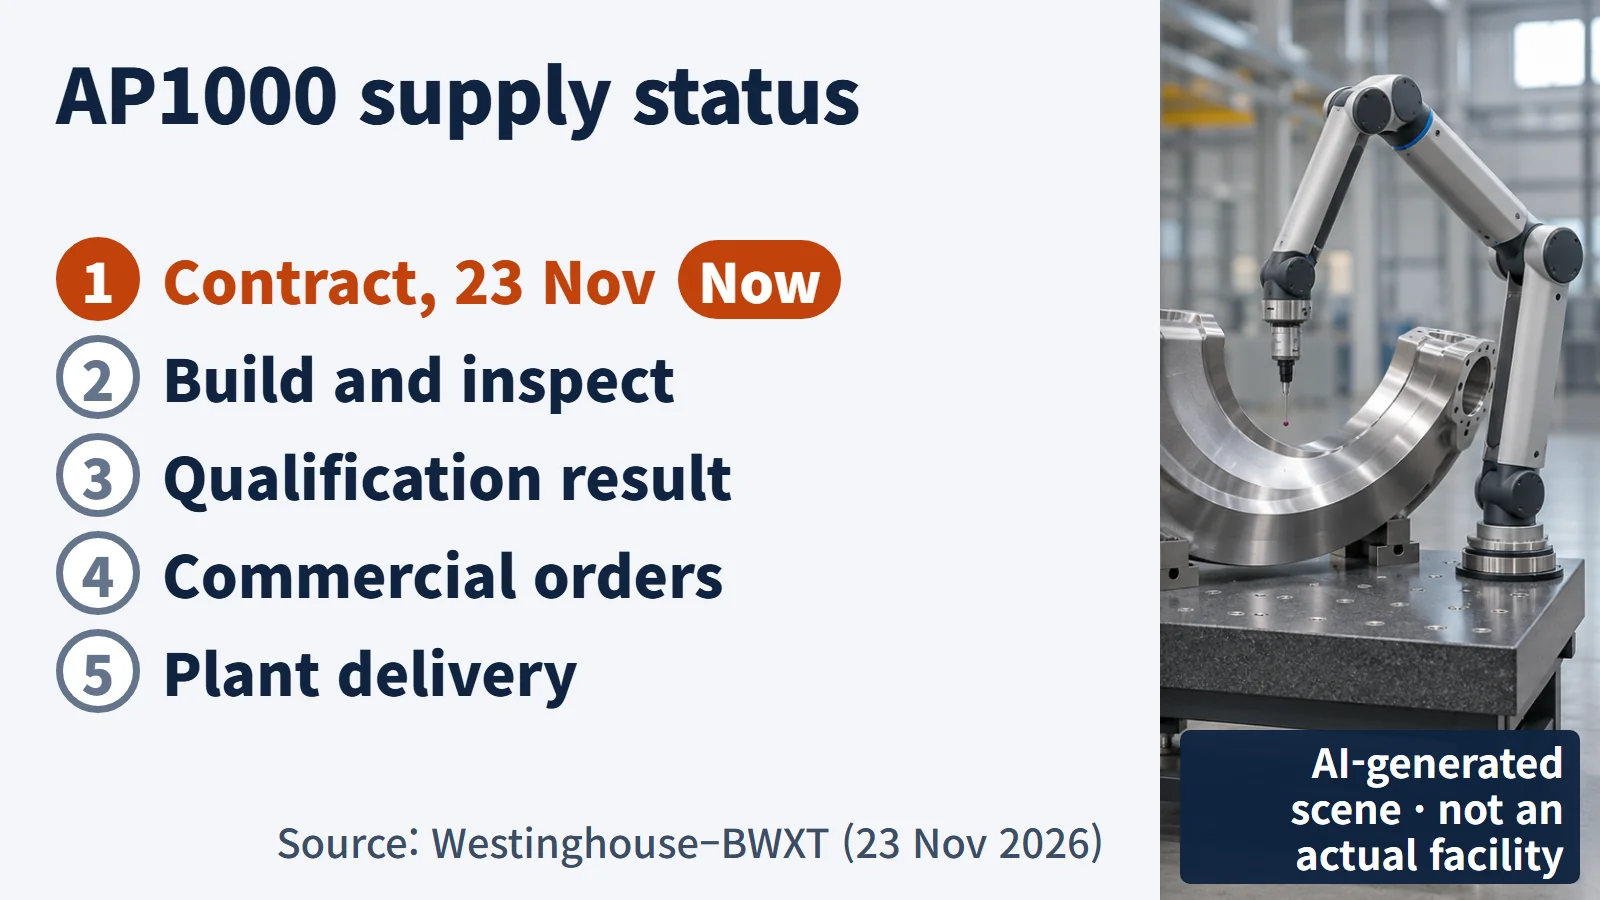 AP1000 supply status
1 Contract, 23 Nov Now
2 Build and inspect
3 Qualification result
4 Commercial orders
5 Plant delivery
Source: Westinghouse–BWXT (23 Nov 2026)
AI-generated
scene · not an
actual facility